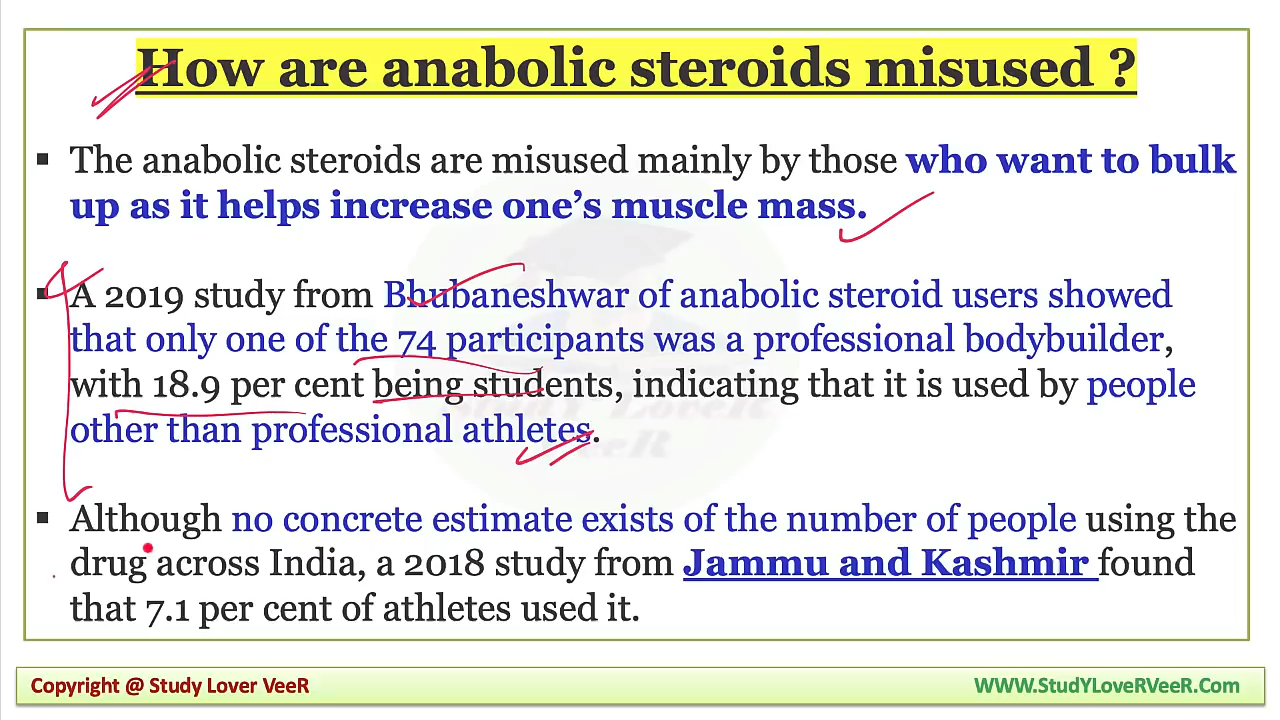 How are anabolic steroids misused ?
▪ The anabolic steroids are misused mainly by those who want to bulk
up as it helps increase one’s muscle mass.
▪ A 2019 study from Bhubaneshwar of anabolic steroid users showed
that only one of the 74 participants was a professional bodybuilder,
with 18.9 per cent being students, indicating that it is used by people
other than professional athletes.
▪ Although no concrete estimate exists of the number of people using the
drug across India, a 2018 study from Jammu and Kashmir found
that 7.1 per cent of athletes used it.
Copyright @ Study Lover VeeR
WWW.StuDYLoveRVeeR.Com